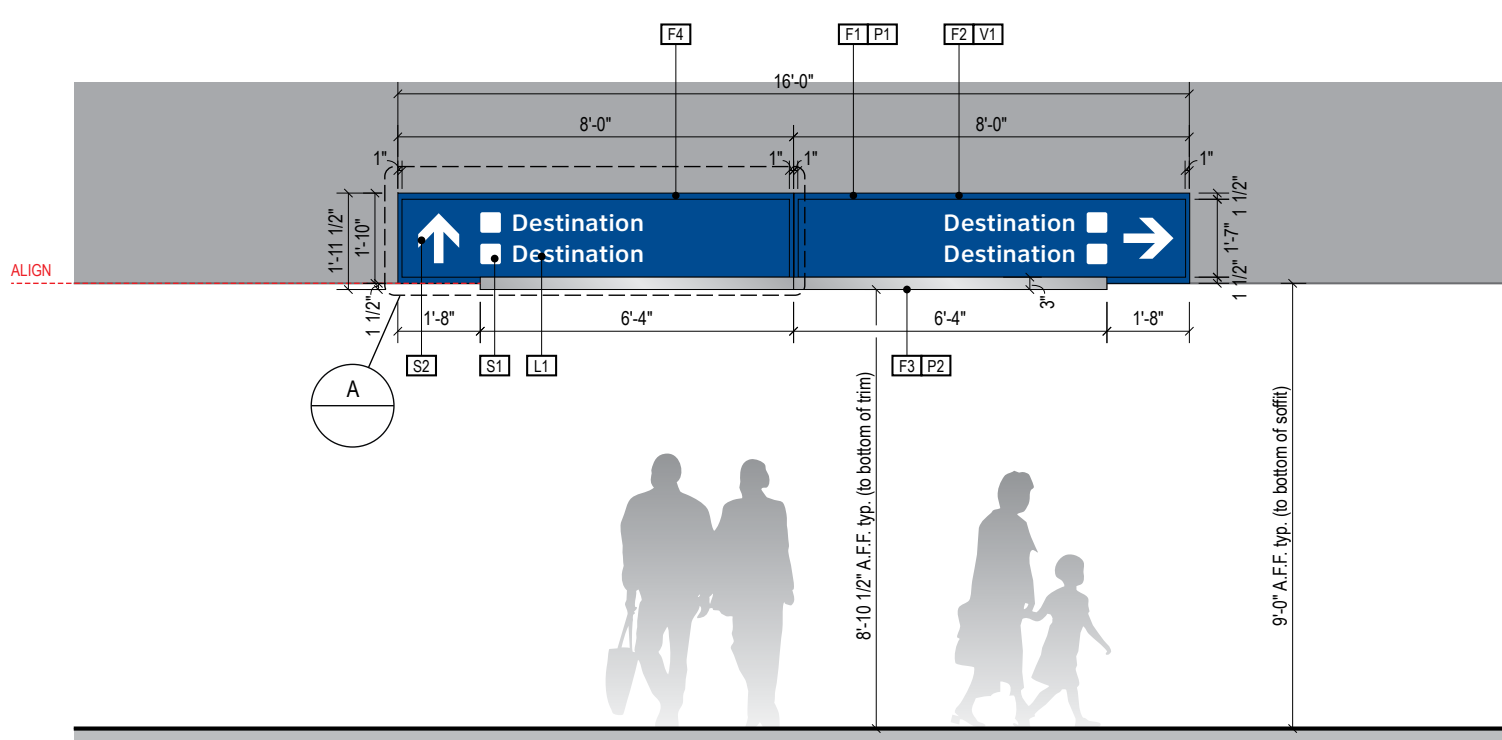 F4
F1 P1
F2 V1
16'-0"
8'-0"
8'-0"
1"
1"
1"
1"
1'-11 1/2"
1'-10"
1 1/2"
1'-7"
1 1/2"
Destination
Destination
Destination
Destination
ALIGN
1 1/2"
3"
1'-8"
6'-4"
6'-4"
1'-8"
S2
S1
L1
F3 P2
A
8'-10 1/2" A.F.F. typ. (to bottom of trim)
9'-0" A.F.F. typ. (to bottom of soffit)